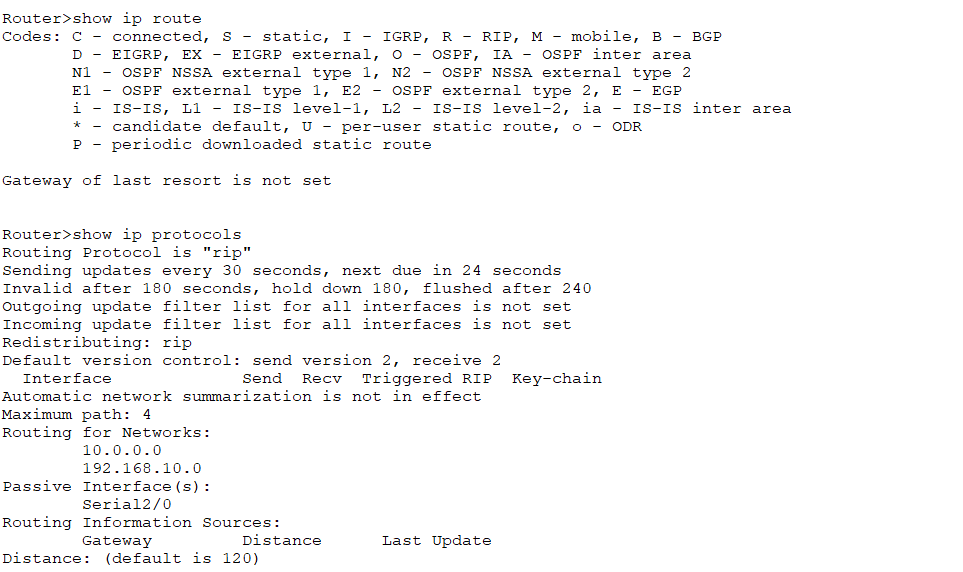 Router>show ip route
Codes: C - connected, S - static, I - IGRP, R - RIP, M - mobile, B - BGP
       D - EIGRP, EX - EIGRP external, O - OSPF, IA - OSPF inter area
       N1 - OSPF NSSA external type 1, N2 - OSPF NSSA external type 2
       E1 - OSPF external type 1, E2 - OSPF external type 2, E - EGP
       i - IS-IS, L1 - IS-IS level-1, L2 - IS-IS level-2, ia - IS-IS inter area
       * - candidate default, U - per-user static route, o - ODR
       P - periodic downloaded static route

Gateway of last resort is not set

Router>show ip protocols
Routing Protocol is "rip"
Sending updates every 30 seconds, next due in 24 seconds
Invalid after 180 seconds, hold down 180, flushed after 240
Outgoing update filter list for all interfaces is not set
Incoming update filter list for all interfaces is not set
Redistributing: rip
Default version control: send version 2, receive 2
  Interface             Send  Recv  Triggered RIP  Key-chain
Automatic network summarization is not in effect
Maximum path: 4
Routing for Networks:
        10.0.0.0
        192.168.10.0
Passive Interface(s):
        Serial2/0
Routing Information Sources:
        Gateway         Distance      Last Update
Distance: (default is 120)